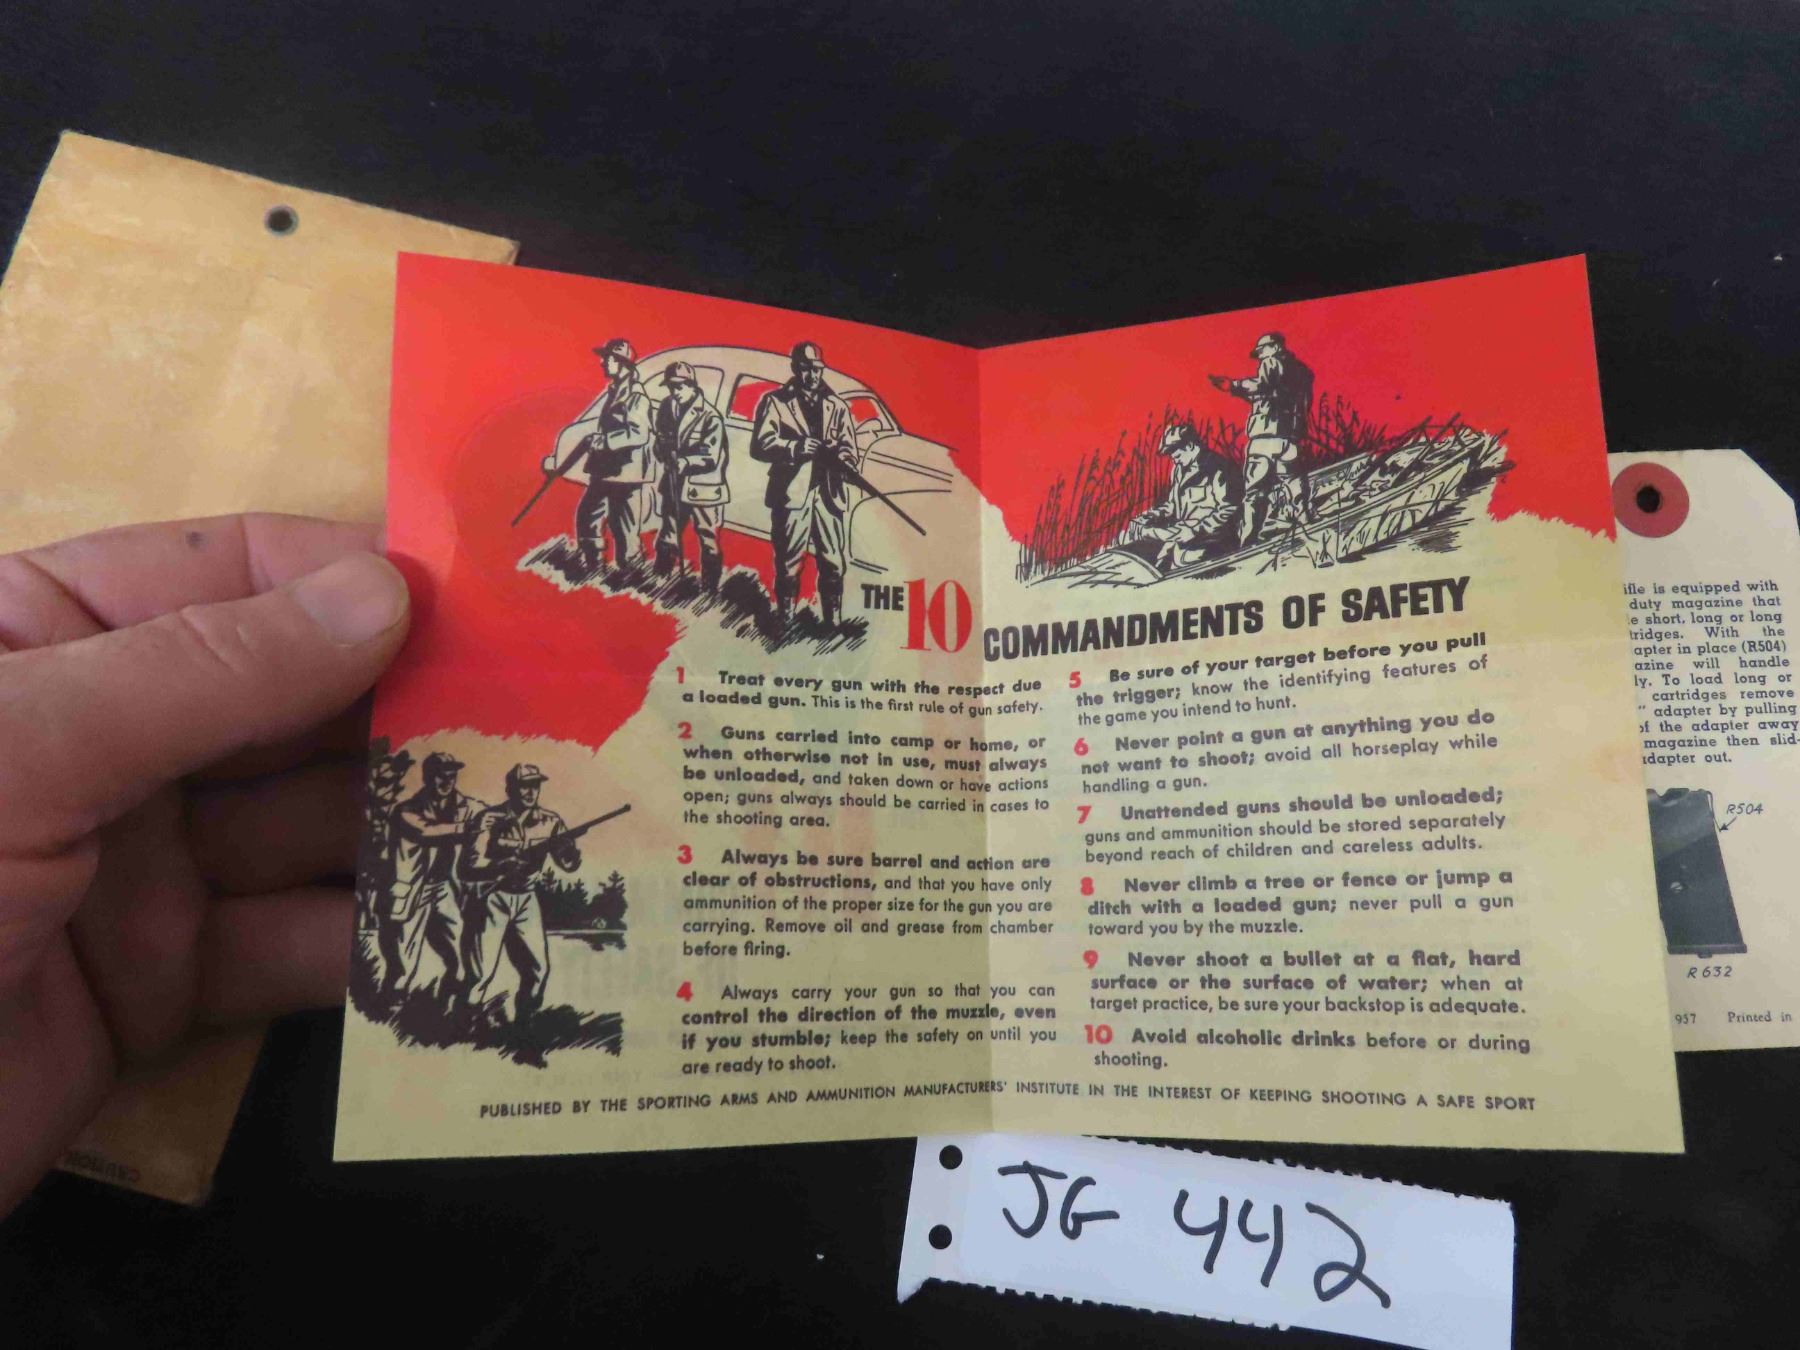 THE 10 COMMANDMENTS OF SAFETY
1 Treat every gun with the respect due
a loaded gun. This is the first rule of gun safety.
2 Guns carried into camp or home, or
when otherwise not in use, must always
be unloaded, and taken down or have actions
open; guns always should be carried in cases to
the shooting area.
3 Always be sure barrel and action are
clear of obstructions, and that you have only
ammunition of the proper size for the gun you are
carrying. Remove oil and grease from chamber
before firing.
4 Always carry your gun so that you can
control the direction of the muzzle, even
if you stumble; keep the safety on until you
are ready to shoot.
5 Be sure of your target before you pull
the trigger; know the identifying features of
the game you intend to hunt.
6 Never point a gun at anything you do
not want to shoot; avoid all horseplay while
handling a gun.
7 Unattended guns should be unloaded;
guns and ammunition should be stored separately
beyond reach of children and careless adults.
8 Never climb a tree or fence or jump a
ditch with a loaded gun; never pull a gun
toward you by the muzzle.
9 Never shoot a bullet at a flat, hard
surface or the surface of water; when at
target practice, be sure your backstop is adequate.
10 Avoid alcoholic drinks before or during
shooting.
PUBLISHED BY THE SPORTING ARMS AND AMMUNITION MANUFACTURERS' INSTITUTE IN THE INTEREST OF KEEPING SHOOTING A SAFE SPORT
ifle is equipped with
duty magazine that
e short, long or long
tridges. With the
apter in place (R504)
azine will handle
ly. To load long or
cartridges remove
" adapter by pulling
of the adapter away
magazine then slid-
adapter out.
R504
R632
957 Printed in
CAUTION
JG 442